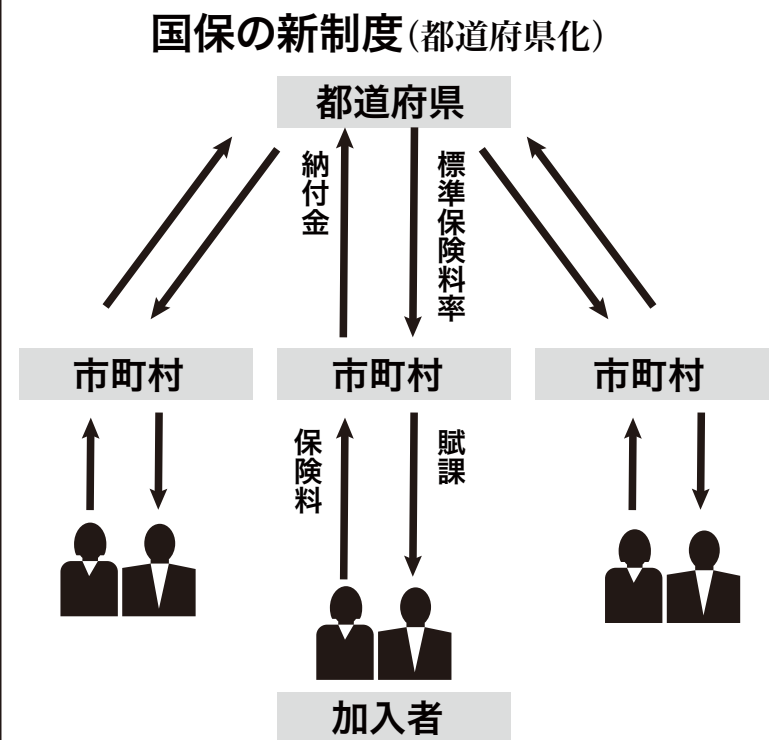 国保の新制度(都道府県化)
都道府県
納付金
標準保険料率
市町村
市町村
市町村
保険料
賦課
加入者